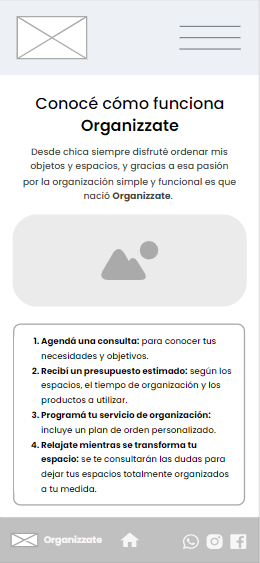 Conocé cómo funciona
Organizzate
Desde chica siempre disfruté ordenar mis
objetos y espacios, y gracias a esa pasión
por la organización simple y funcional es que
nació Organizzate.
1. Agendá una consulta: para conocer tus
necesidades y objetivos.
2. Recibí un presupuesto estimado: según los
espacios, el tiempo de organización y los
productos a utilizar.
3. Programá tu servicio de organización:
incluye un plan de orden personalizado.
4. Relajate mientras se transforma tu
espacio: se te consultarán las dudas para
dejar tus espacios totalmente organizados
a tu medida.
Organizzate